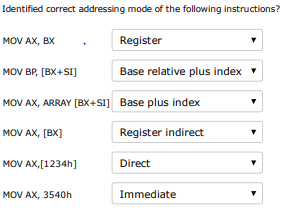 Identified correct addressing mode of the following instructions?
MOV AX, BX Register
MOV BP, [BX+SI] Base relative plus index
MOV AX, ARRAY [BX+SI] Base plus index
MOV AX, [BX] Register indirect
MOV AX,[1234h] Direct
MOV AX, 3540h Immediate